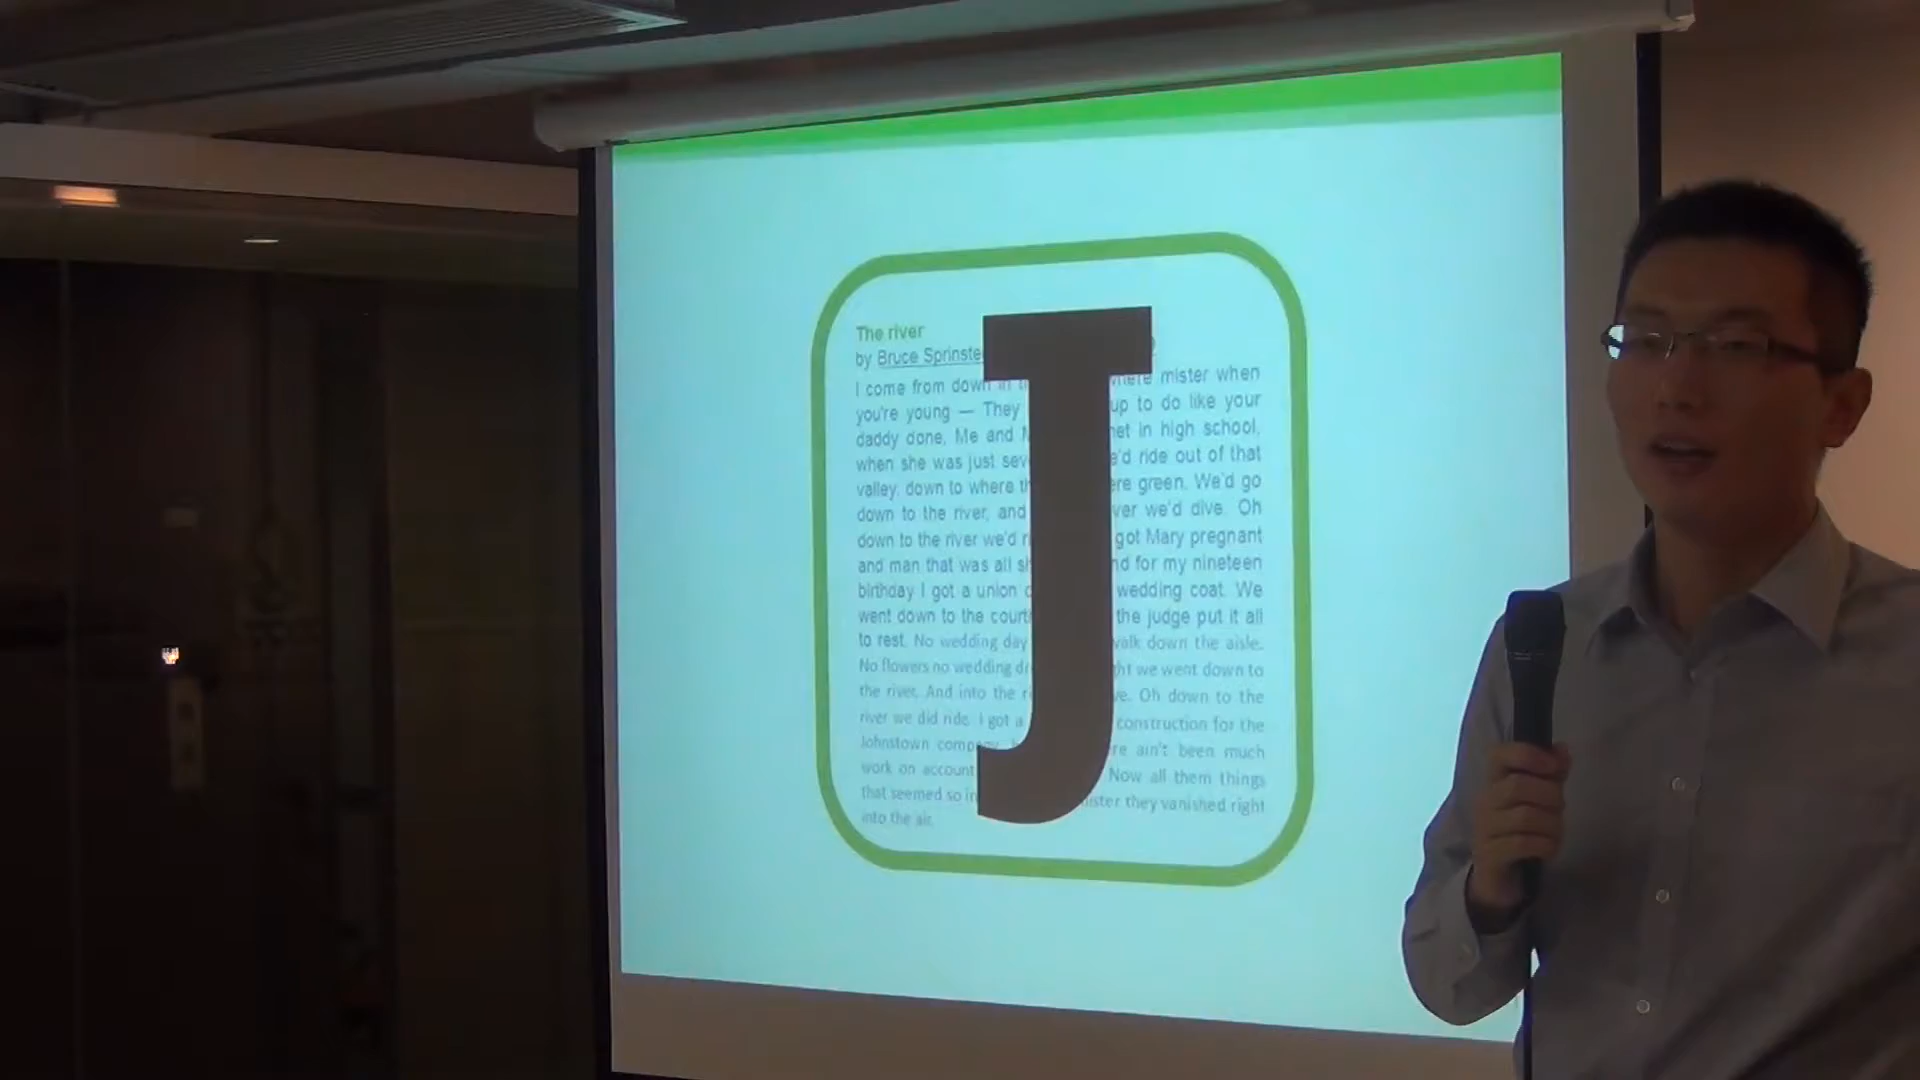 The river
by Bruce Sprinste
J
I come from down in where mister when
you're young — They up to do like your
daddy done. Me and M met in high school,
when she was just sev e'd ride out of that
valley, down to where th ere green. We'd go
down to the river, and ver we'd dive. Oh
down to the river we'd r got Mary pregnant
and man that was all sh nd for my nineteen
birthday I got a union c wedding coat. We
went down to the court the judge put it all
to rest. No wedding day walk down the aisle.
No flowers no wedding dr ht we went down to
the river. And into the r ve. Oh down to the
river we did ride. I got a construction for the
Johnstown comp re ain't been much
work on account Now all them things
that seemed so im ister they vanished right
into the air.